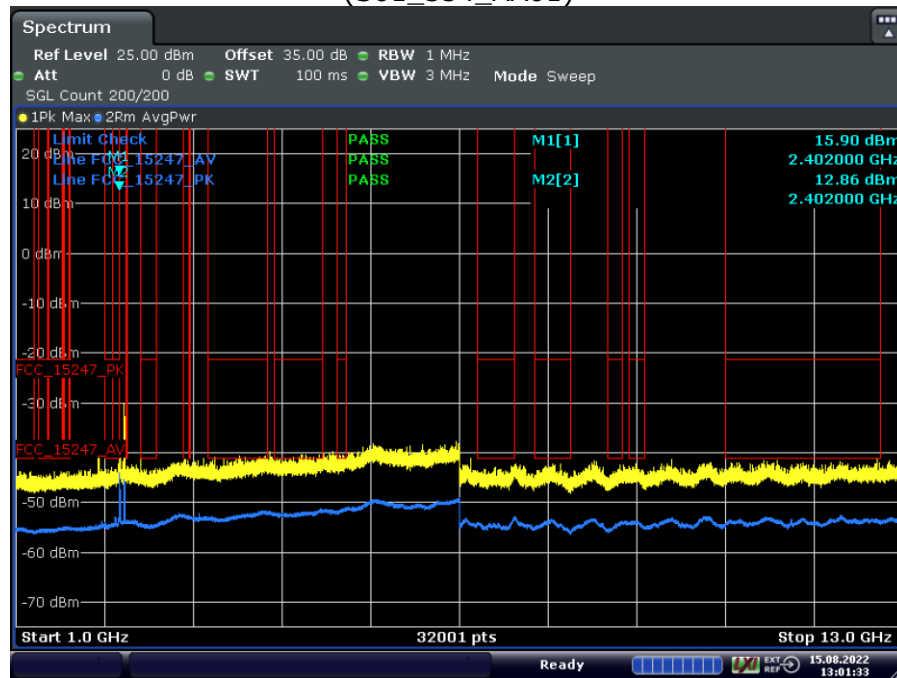 Spectrum
Ref Level 25.00 dBm Offset 35.00 dB RBW 1 MHz
Att 0 dB SWT 100 ms VBW 3 MHz Mode Sweep
SGL Count 200/200
1Pk Max 2Rm AvgPwr
Limit Check PASS M1[1] 15.90 dBm
20 dBm Line FCC_15247_AV PASS 2.402000 GHz
M1
Line FCC_15247_PK PASS M2[2] 12.86 dBm
M2
10 dBm 2.402000 GHz
0 dBm
-10 dBm
-20 dBm
FCC_15247_PK
-30 dBm
FCC_15247_AV
-50 dBm
-60 dBm
-70 dBm
Start 1.0 GHz 32001 pts Stop 13.0 GHz
Ready EXT REF 15.08.2022
13:01:33